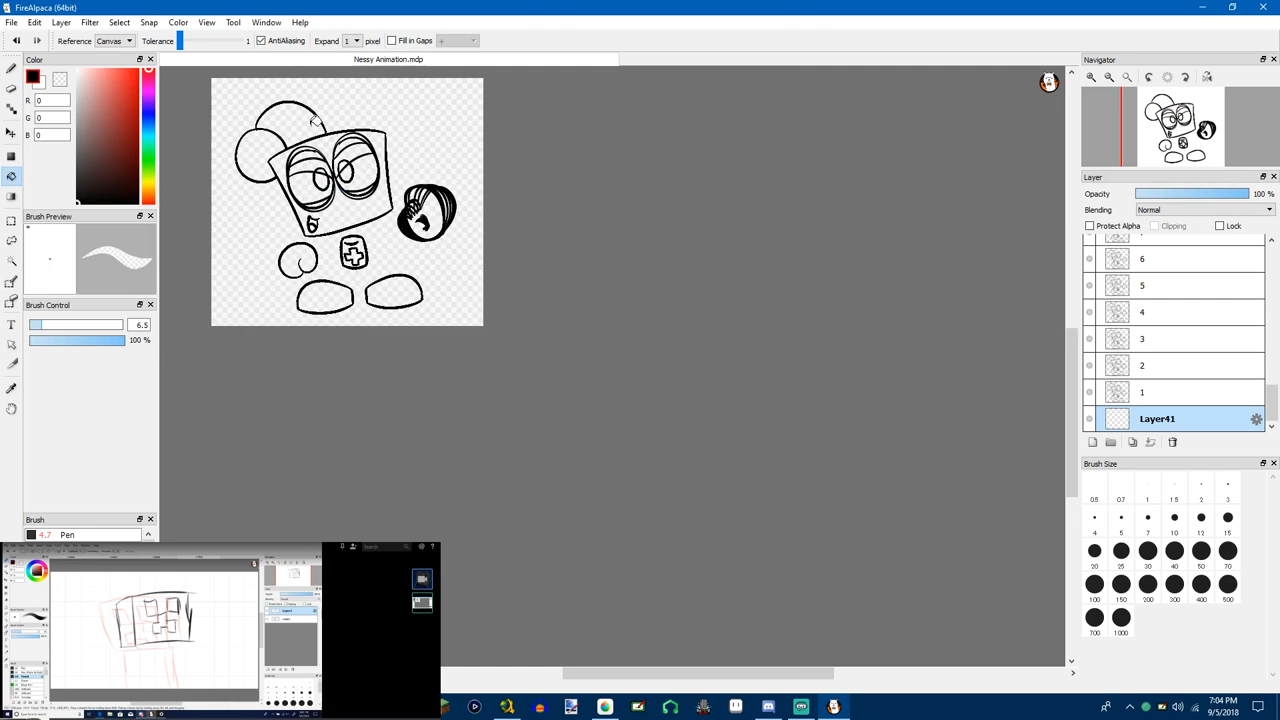 FireAlpaca (64bit)
File Edit Layer Filter Select Snap Color View Tool Window Help
Reference Canvas Tolerance 1 AntiAliasing Expand 1 pixel Fill in Gaps +
Color
Nessy Animation.mdp
Navigator
R 0
G 0
B 0
Layer
Opacity 100 %
Blending Normal
Protect Alpha Clipping Lock
Brush Preview
6
5
4
3
2
1
Layer41
Brush Control
6.5
100 %
Brush Size
0.5 0.7 1 1.5 2 3
4 5 7 10 12 15
20 30 40 50 60 80
100 150 200 300 400 500
700 1000
Brush
4.7 Pen
Search
7:04 PM
9/2/2018